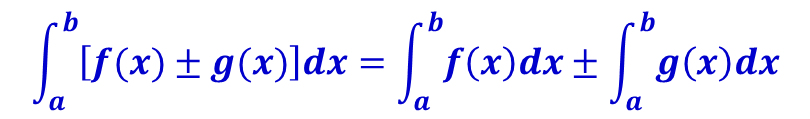 ∫_a^b [f(x) ± g(x)]dx = ∫_a^b f(x)dx ± ∫_a^b g(x)dx